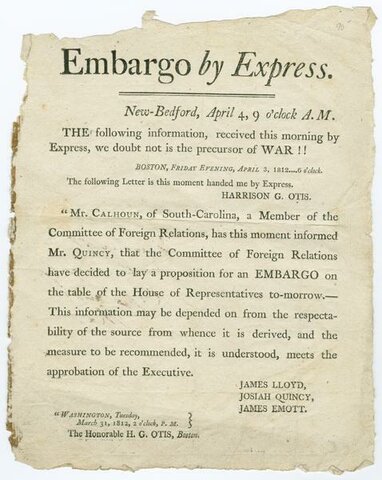 90
Embargo by Express.
New-Bedford, April 4, 9 o'clock A. M.
THE following information, received this morning by
Express, we doubt not is the precursor of WAR !!
BOSTON, FRIDAY EVENING, APRIL 3, 1812....6 o'clock.
The following Letter is this moment handed me by Express.
HARRISON G. OTIS.
"Mr. CALHOUN, of South-Carolina, a Member of the
Committee of Foreign Relations, has this moment informed
Mr. QUINCY, that the Committee of Foreign Relations
have decided to lay a proposition for an EMBARGO on
the table of the House of Representatives to-morrow.—
This information may be depended on from the respecta-
bility of the source from whence it is derived, and the
measure to be recommended, it is understood, meets the
approbation of the Executive.
JAMES LLOYD,
JOSIAH QUINCY,
JAMES EMOTT.
"WASHINGTON, Tuesday, }
March 31, 1812, 2 o'clock, P. M. }
The Honorable H. G. OTIS, Boston.